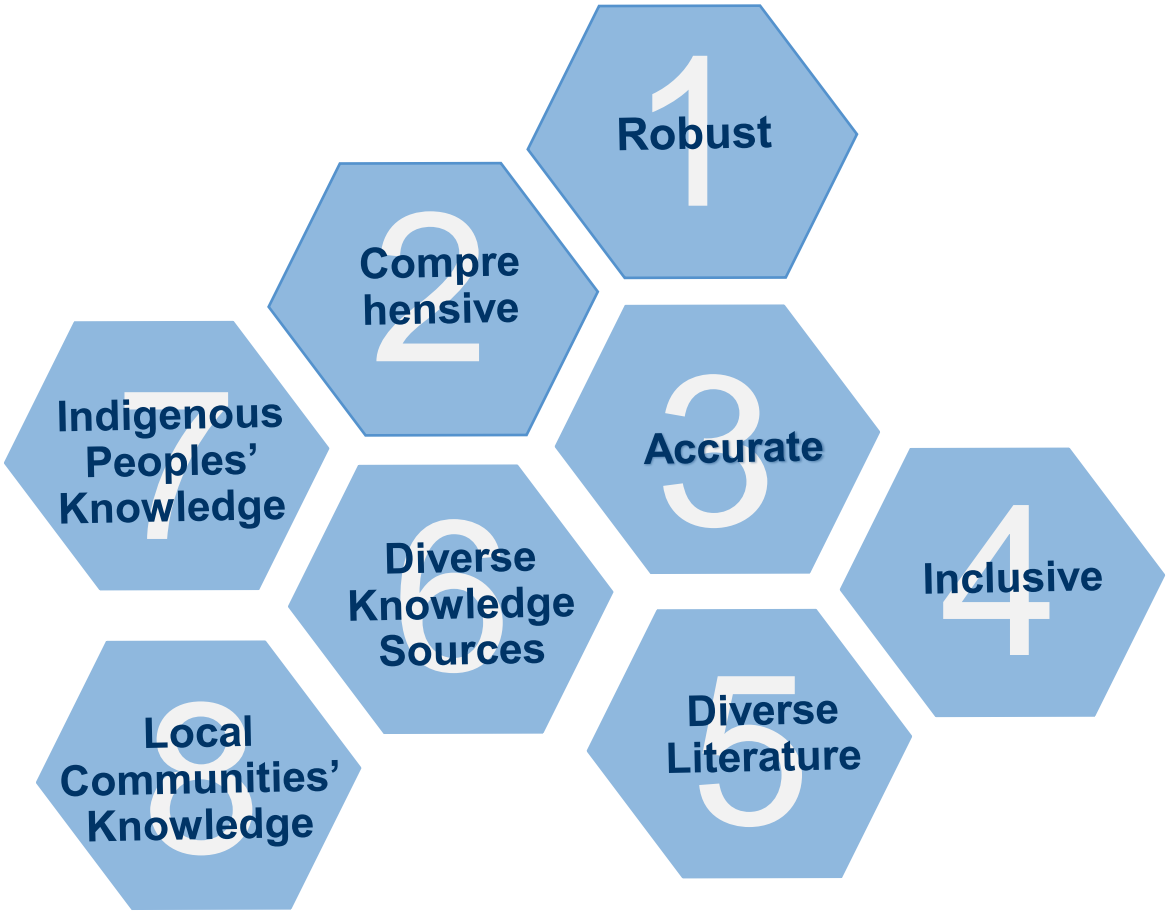 1
Robust
2
Compre
hensive
3
Accurate
4
Inclusive
5
Diverse
Literature
6
Diverse
Knowledge
Sources
7
Indigenous
Peoples’
Knowledge
8
Local
Communities’
Knowledge